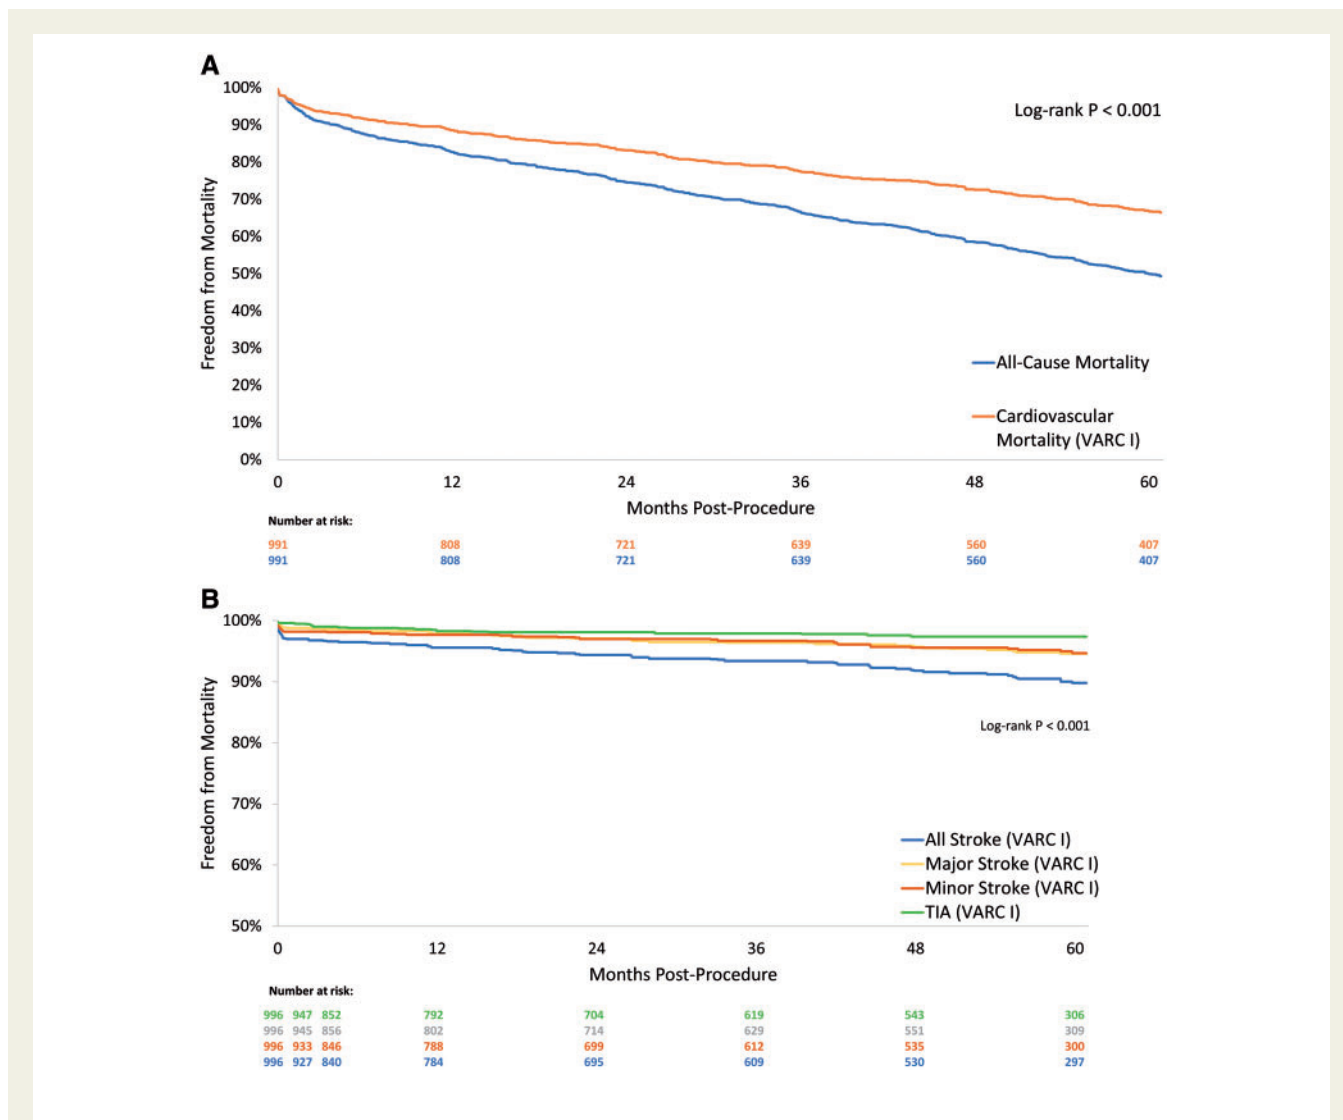 A
100%
90%
80%
70%
60%
50%
40%
30%
20%
10%
0%
Freedom from Mortality
Log-rank P < 0.001
All-Cause Mortality
Cardiovascular
Mortality (VARC I)
0 12 24 36 48 60
Months Post-Procedure
Number at risk:
991 808 721 639 560 407
991 808 721 639 560 407
B
100%
90%
80%
70%
60%
50%
Freedom from Mortality
Log-rank P < 0.001
All Stroke (VARC I)
Major Stroke (VARC I)
Minor Stroke (VARC I)
TIA (VARC I)
0 12 24 36 48 60
Months Post-Procedure
Number at risk:
996 947 852 792 704 619 543 306
996 945 856 802 714 629 551 309
996 933 846 788 699 612 535 300
996 927 840 784 695 609 530 297